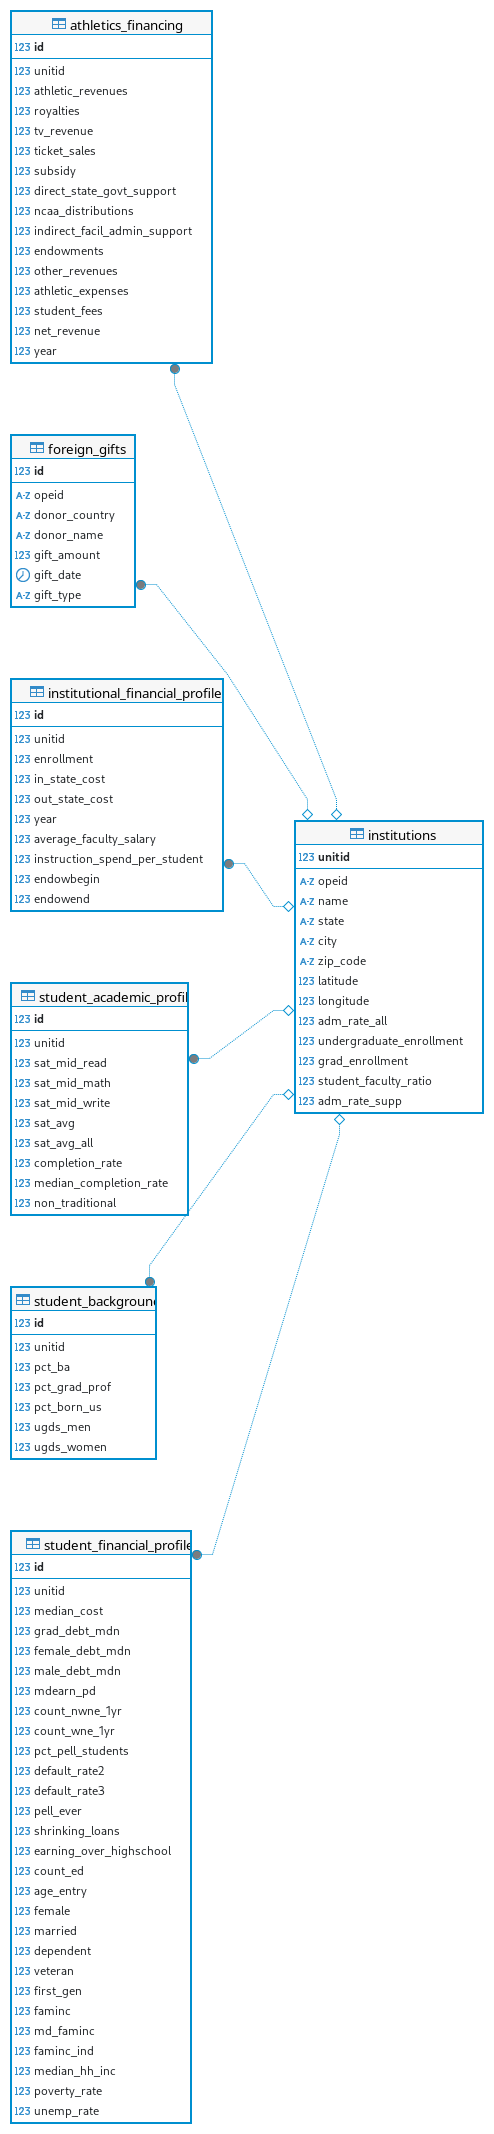 athletics_financing
123 id
123 unitid
123 athletic_revenues
123 royalties
123 tv_revenue
123 ticket_sales
123 subsidy
123 direct_state_govt_support
123 ncaa_distributions
123 indirect_facil_admin_support
123 endowments
123 other_revenues
123 athletic_expenses
123 student_fees
123 net_revenue
123 year
foreign_gifts
123 id
A-Z opeid
A-Z donor_country
A-Z donor_name
123 gift_amount
gift_date
A-Z gift_type
institutional_financial_profile
123 id
123 unitid
123 enrollment
123 in_state_cost
123 out_state_cost
123 year
123 average_faculty_salary
123 instruction_spend_per_student
123 endowbegin
123 endowend
institutions
123 unitid
A-Z opeid
A-Z name
A-Z state
A-Z city
A-Z zip_code
123 latitude
123 longitude
123 adm_rate_all
123 undergraduate_enrollment
123 grad_enrollment
123 student_faculty_ratio
123 adm_rate_supp
student_academic_profil
123 id
123 unitid
123 sat_mid_read
123 sat_mid_math
123 sat_mid_write
123 sat_avg
123 sat_avg_all
123 completion_rate
123 median_completion_rate
123 non_traditional
student_background
123 id
123 unitid
123 pct_ba
123 pct_grad_prof
123 pct_born_us
123 ugds_men
123 ugds_women
student_financial_profile
123 id
123 unitid
123 median_cost
123 grad_debt_mdn
123 female_debt_mdn
123 male_debt_mdn
123 mdearn_pd
123 count_nwne_1yr
123 count_wne_1yr
123 pct_pell_students
123 default_rate2
123 default_rate3
123 pell_ever
123 shrinking_loans
123 earning_over_highschool
123 count_ed
123 age_entry
123 female
123 married
123 dependent
123 veteran
123 first_gen
123 faminc
123 md_faminc
123 faminc_ind
123 median_hh_inc
123 poverty_rate
123 unemp_rate